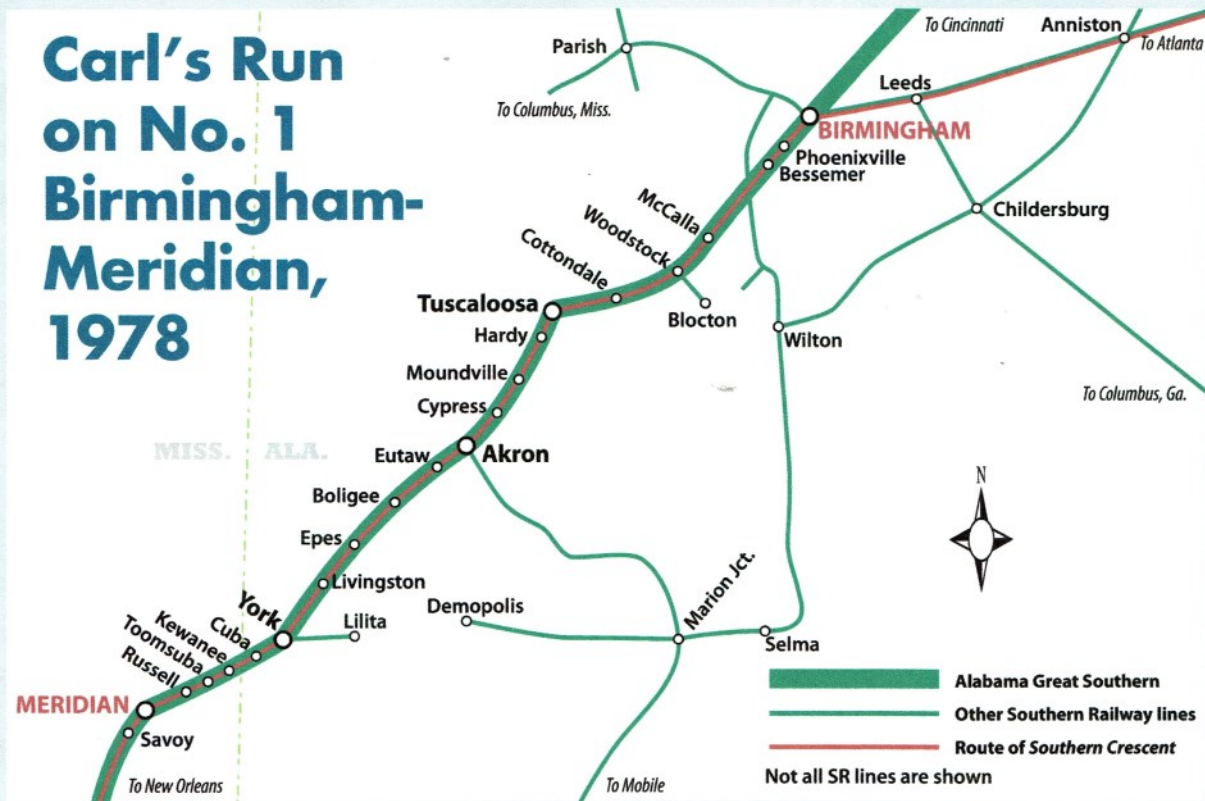 Carl's Run
on No. 1
Birmingham-
Meridian,
1978
To Cincinnati
Anniston
To Atlanta
Parish
Leeds
To Columbus, Miss.
BIRMINGHAM
Phoenixville
Bessemer
McCalla
Woodstock
Cottondale
Childersburg
Tuscaloosa
Blocton
Hardy
Wilton
Moundville
To Columbus, Ga.
Cypress
MISS. ALA.
Eutaw
Akron
N
Boligee
Epes
Livingston
Marion Jct.
York
Demopolis
Lilita
Cuba
Kewanee
Toomsuba
Russell
Selma
MERIDIAN
Savoy
To New Orleans
To Mobile
Alabama Great Southern
Other Southern Railway lines
Route of Southern Crescent
Not all SR lines are shown